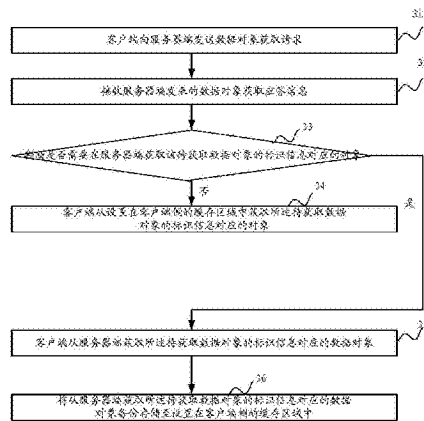 31
客户端向服务器端发送数据对象获取请求
3
接收服务器端发来的数据对象获取应答信息
33
判断是否需要在服务器端获取该待获取数据对象的标识信息对应的对象
否
34
是
客户端从设置在客户端侧的缓存区域中获取所述待获取数据
对象的标识信息对应的对象
3
客户端从服务器端获取所述待获取数据对象的标识信息对应的数据对象
36
将从服务器端获取所述待获取数据对象的标识信息对应的数据
对象备份存储至设置在客户端侧的缓存区域中